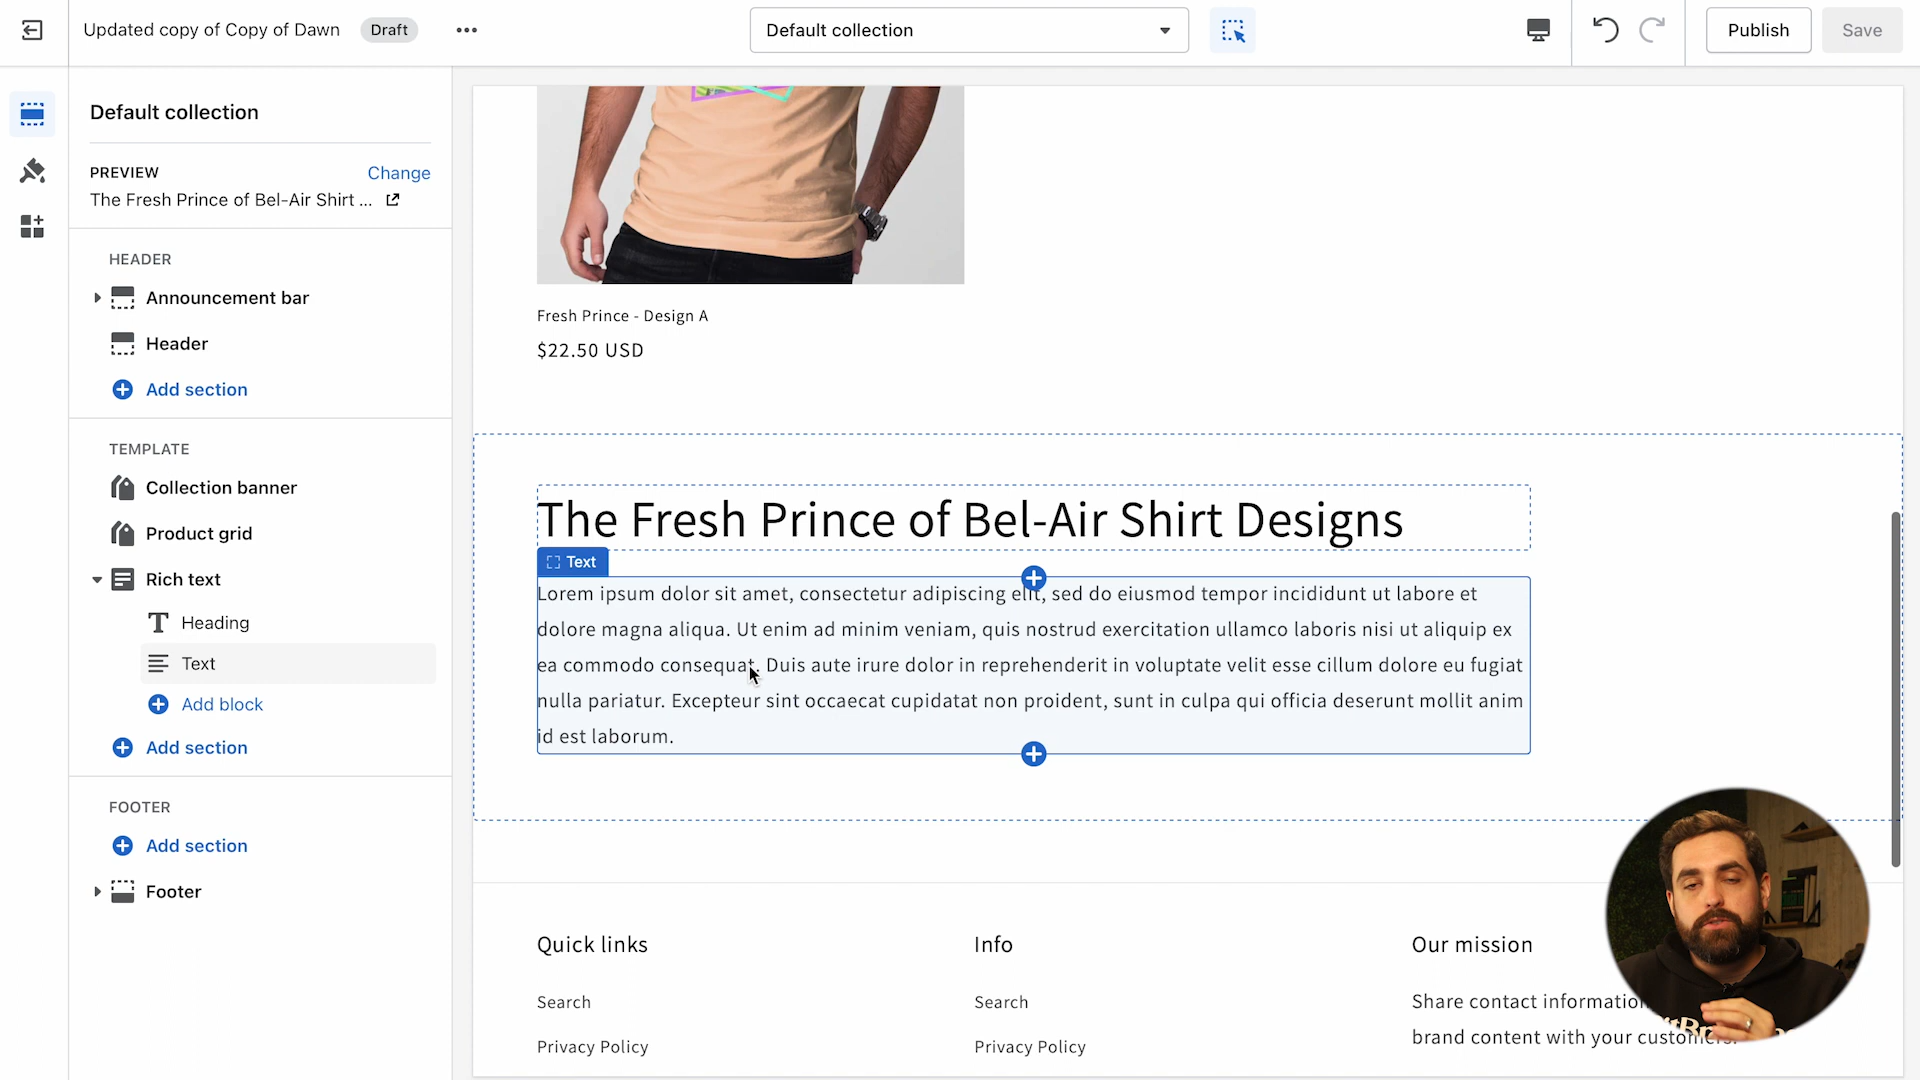 Updated copy of Copy of Dawn
Draft
Default collection
Publish
Save
Default collection
PREVIEW
Change
The Fresh Prince of Bel-Air Shirt ...
HEADER
Announcement bar
Header
Add section
TEMPLATE
Collection banner
Product grid
Rich text
Heading
Text
Add block
Add section
FOOTER
Add section
Footer
Fresh Prince - Design A
$22.50 USD
The Fresh Prince of Bel-Air Shirt Designs
Text
Lorem ipsum dolor sit amet, consectetur adipiscing elit, sed do eiusmod tempor incididunt ut labore et
dolore magna aliqua. Ut enim ad minim veniam, quis nostrud exercitation ullamco laboris nisi ut aliquip ex
ea commodo consequat. Duis aute irure dolor in reprehenderit in voluptate velit esse cillum dolore eu fugiat
nulla pariatur. Excepteur sint occaecat cupidatat non proident, sunt in culpa qui officia deserunt mollit anim
id est laborum.
Quick links
Search
Privacy Policy
Info
Search
Privacy Policy
Our mission
Share contact information
brand content with your customers.